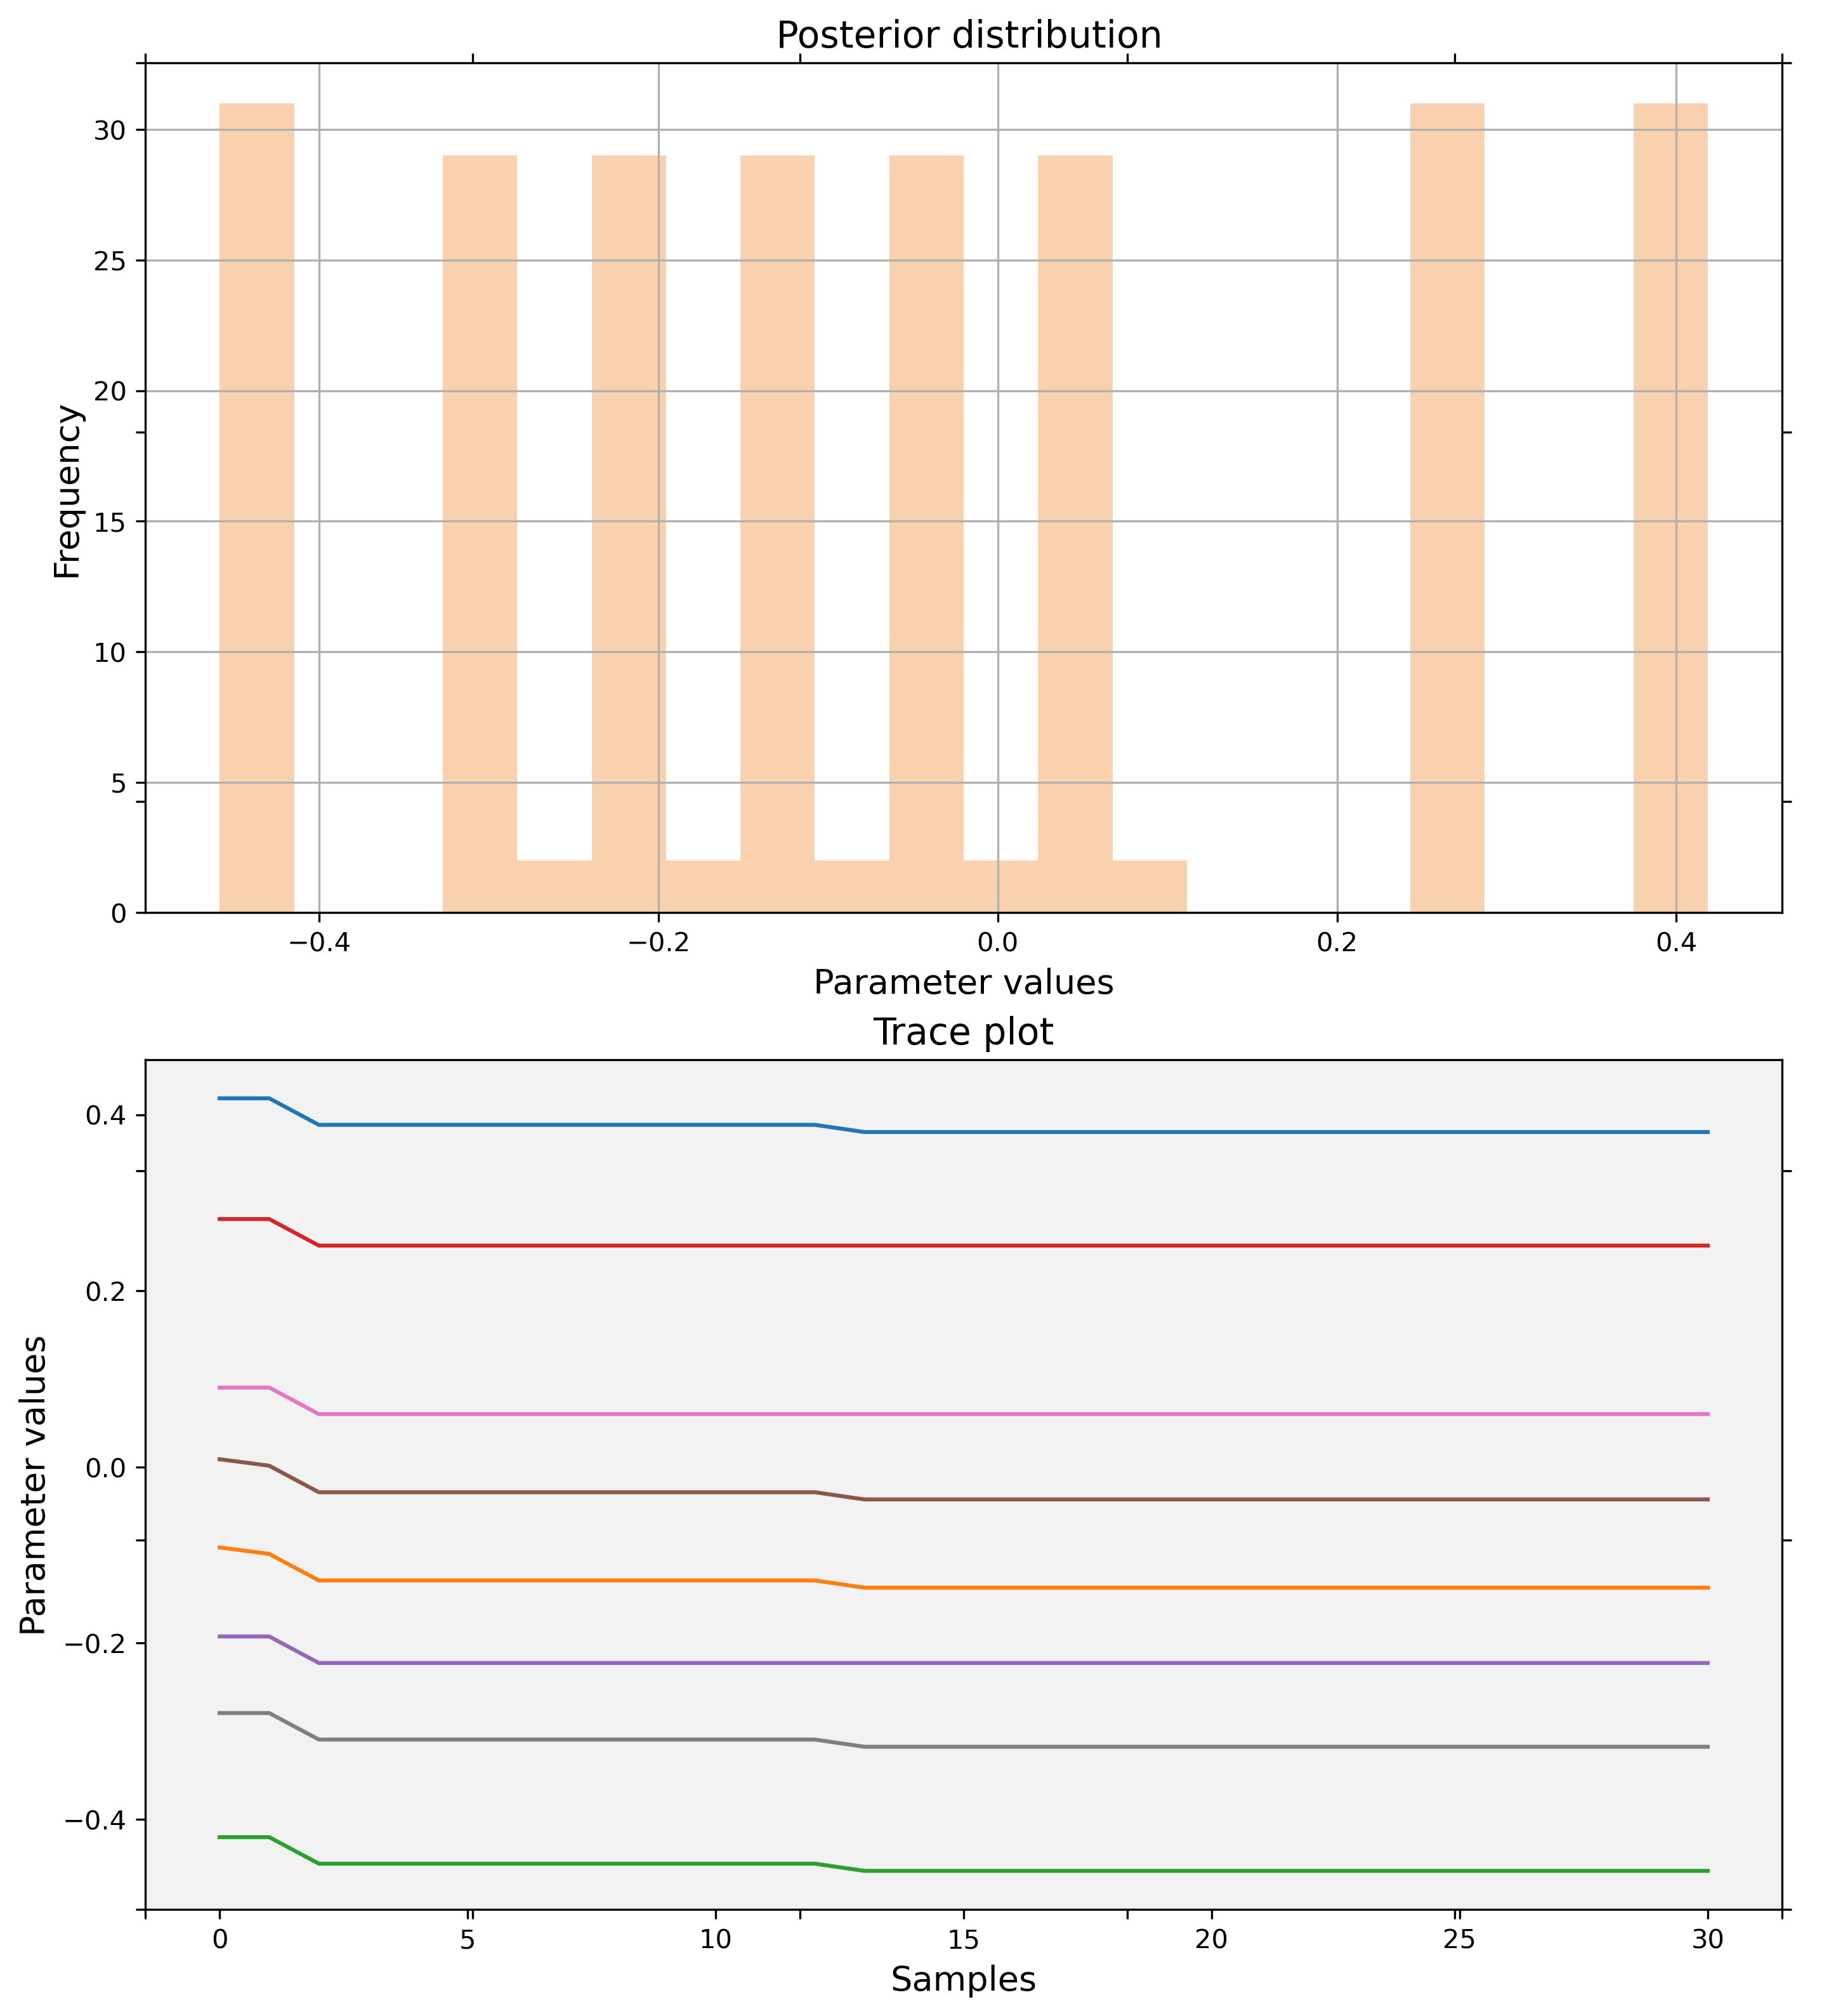 Posterior distribution
30
25
20
15
10
5
0
Frequency
−0.4 −0.2 0.0 0.2 0.4
Parameter values
Trace plot
0.4
0.2
0.0
−0.2
−0.4
Parameter values
0 5 10 15 20 25 30
Samples